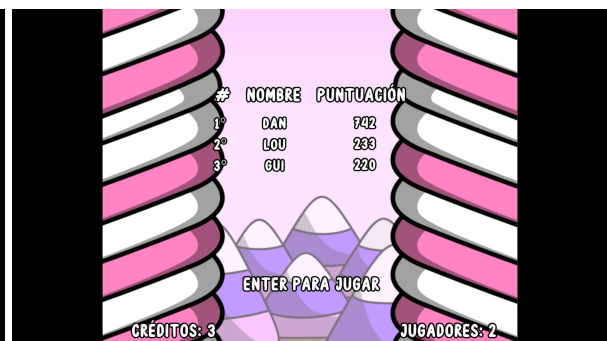 # NOMBRE PUNTUACIÓN
1° DAN 742
2° LOU 233
3° GUI 220
ENTER PARA JUGAR
CRÉDITOS: 3 JUGADORES: 2